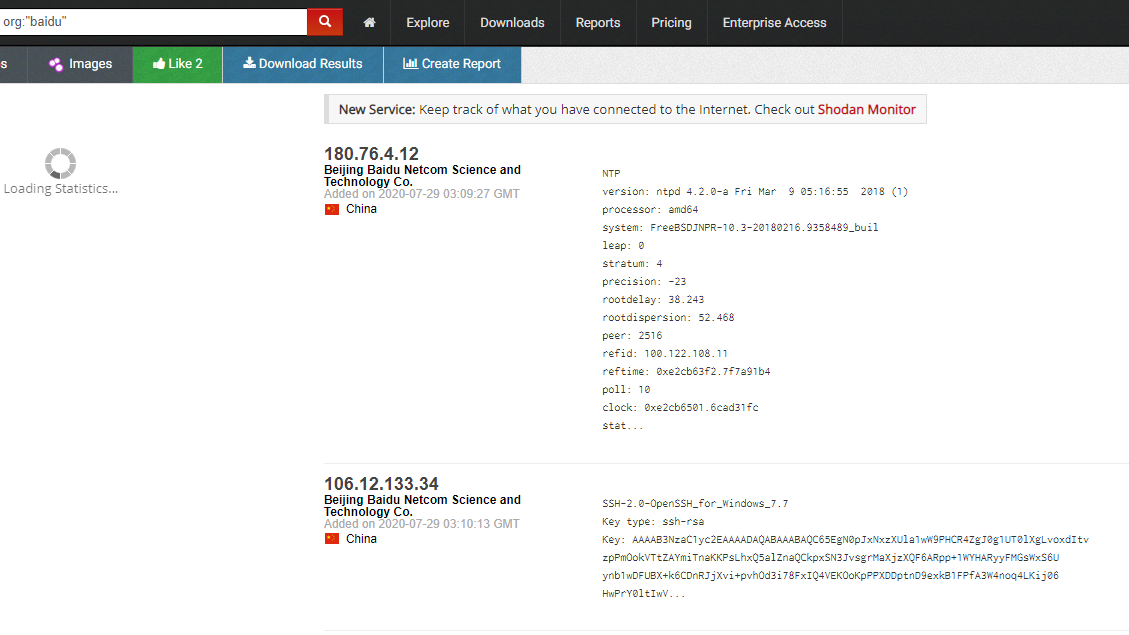 org:"baidu"
Explore
Downloads
Reports
Pricing
Enterprise Access
s
Images
Like 2
Download Results
Create Report
New Service: Keep track of what you have connected to the Internet. Check out Shodan Monitor
Loading Statistics...
180.76.4.12
Beijing Baidu Netcom Science and
Technology Co.
Added on 2020-07-29 03:09:27 GMT
China
NTP
version: ntpd 4.2.0-a Fri Mar  9 05:16:55  2018 (1)
processor: amd64
system: FreeBSDJNPR-10.3-20180216.9358489_buil
leap: 0
stratum: 4
precision: -23
rootdelay: 38.243
rootdispersion: 52.468
peer: 2516
refid: 100.122.108.11
reftime: 0xe2cb63f2.7f7a91b4
poll: 10
clock: 0xe2cb6501.6cad31fc
stat...
106.12.133.34
Beijing Baidu Netcom Science and
Technology Co.
Added on 2020-07-29 03:10:13 GMT
China
SSH-2.0-OpenSSH_for_Windows_7.7
Key type: ssh-rsa
Key: AAAAB3NzaC1yc2EAAAADAQABAAABAQC65EgN0pJxNxzXUla1wW9PHCR4ZgJ0g1UT0lXgLvoxdItv
zpPmOokVTtZAYmiTnaKKPsLhxQ5alZnaQCkpxSN3JvsgrMaXjzXQF6ARpp+1WYHARyyFMGsWxS6U
ynb1wDFUBX+k6CDnRJjXvi+pvhOd3i78FxIQ4VEKOoKpPPXDDptnD9exkB1FPfA3W4noq4LKij06
HwPrY0ltIwV...